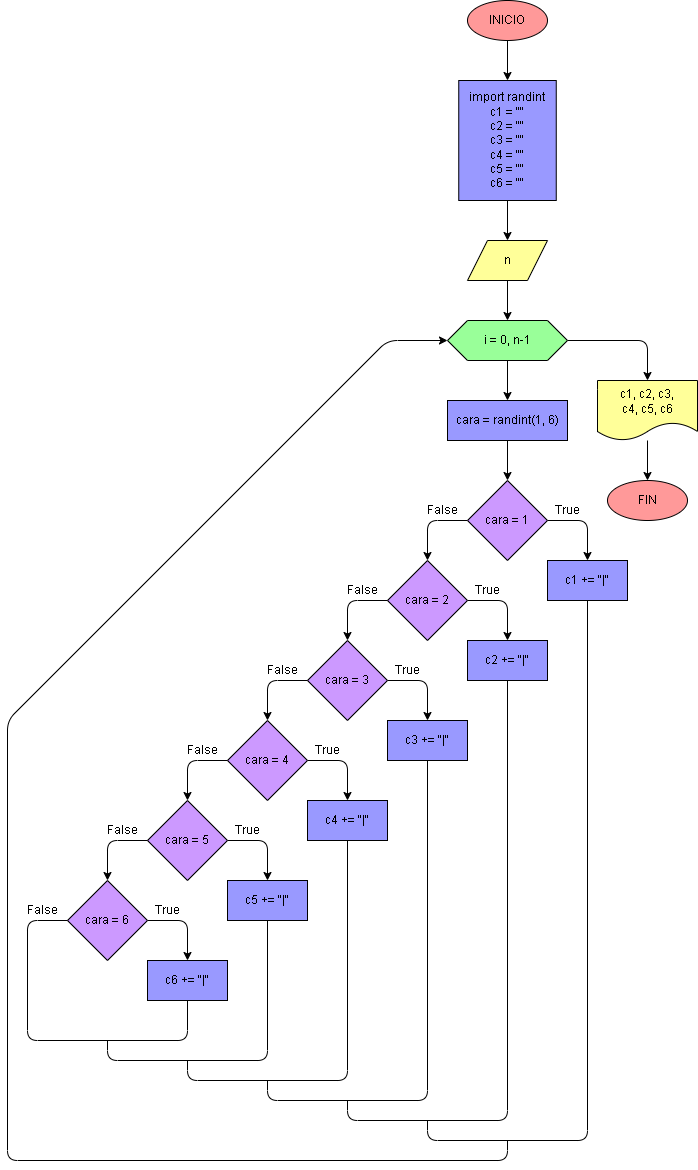 INICIO
import randint
c1 = ""
c2 = ""
c3 = ""
c4 = ""
c5 = ""
c6 = ""
n
i = 0, n-1
c1, c2, c3,
c4, c5, c6
cara = randint(1, 6)
FIN
False
cara = 1
True
c1 += "|"
False
cara = 2
True
c2 += "|"
False
cara = 3
True
c3 += "|"
False
cara = 4
True
c4 += "|"
False
cara = 5
True
c5 += "|"
False
cara = 6
True
c6 += "|"